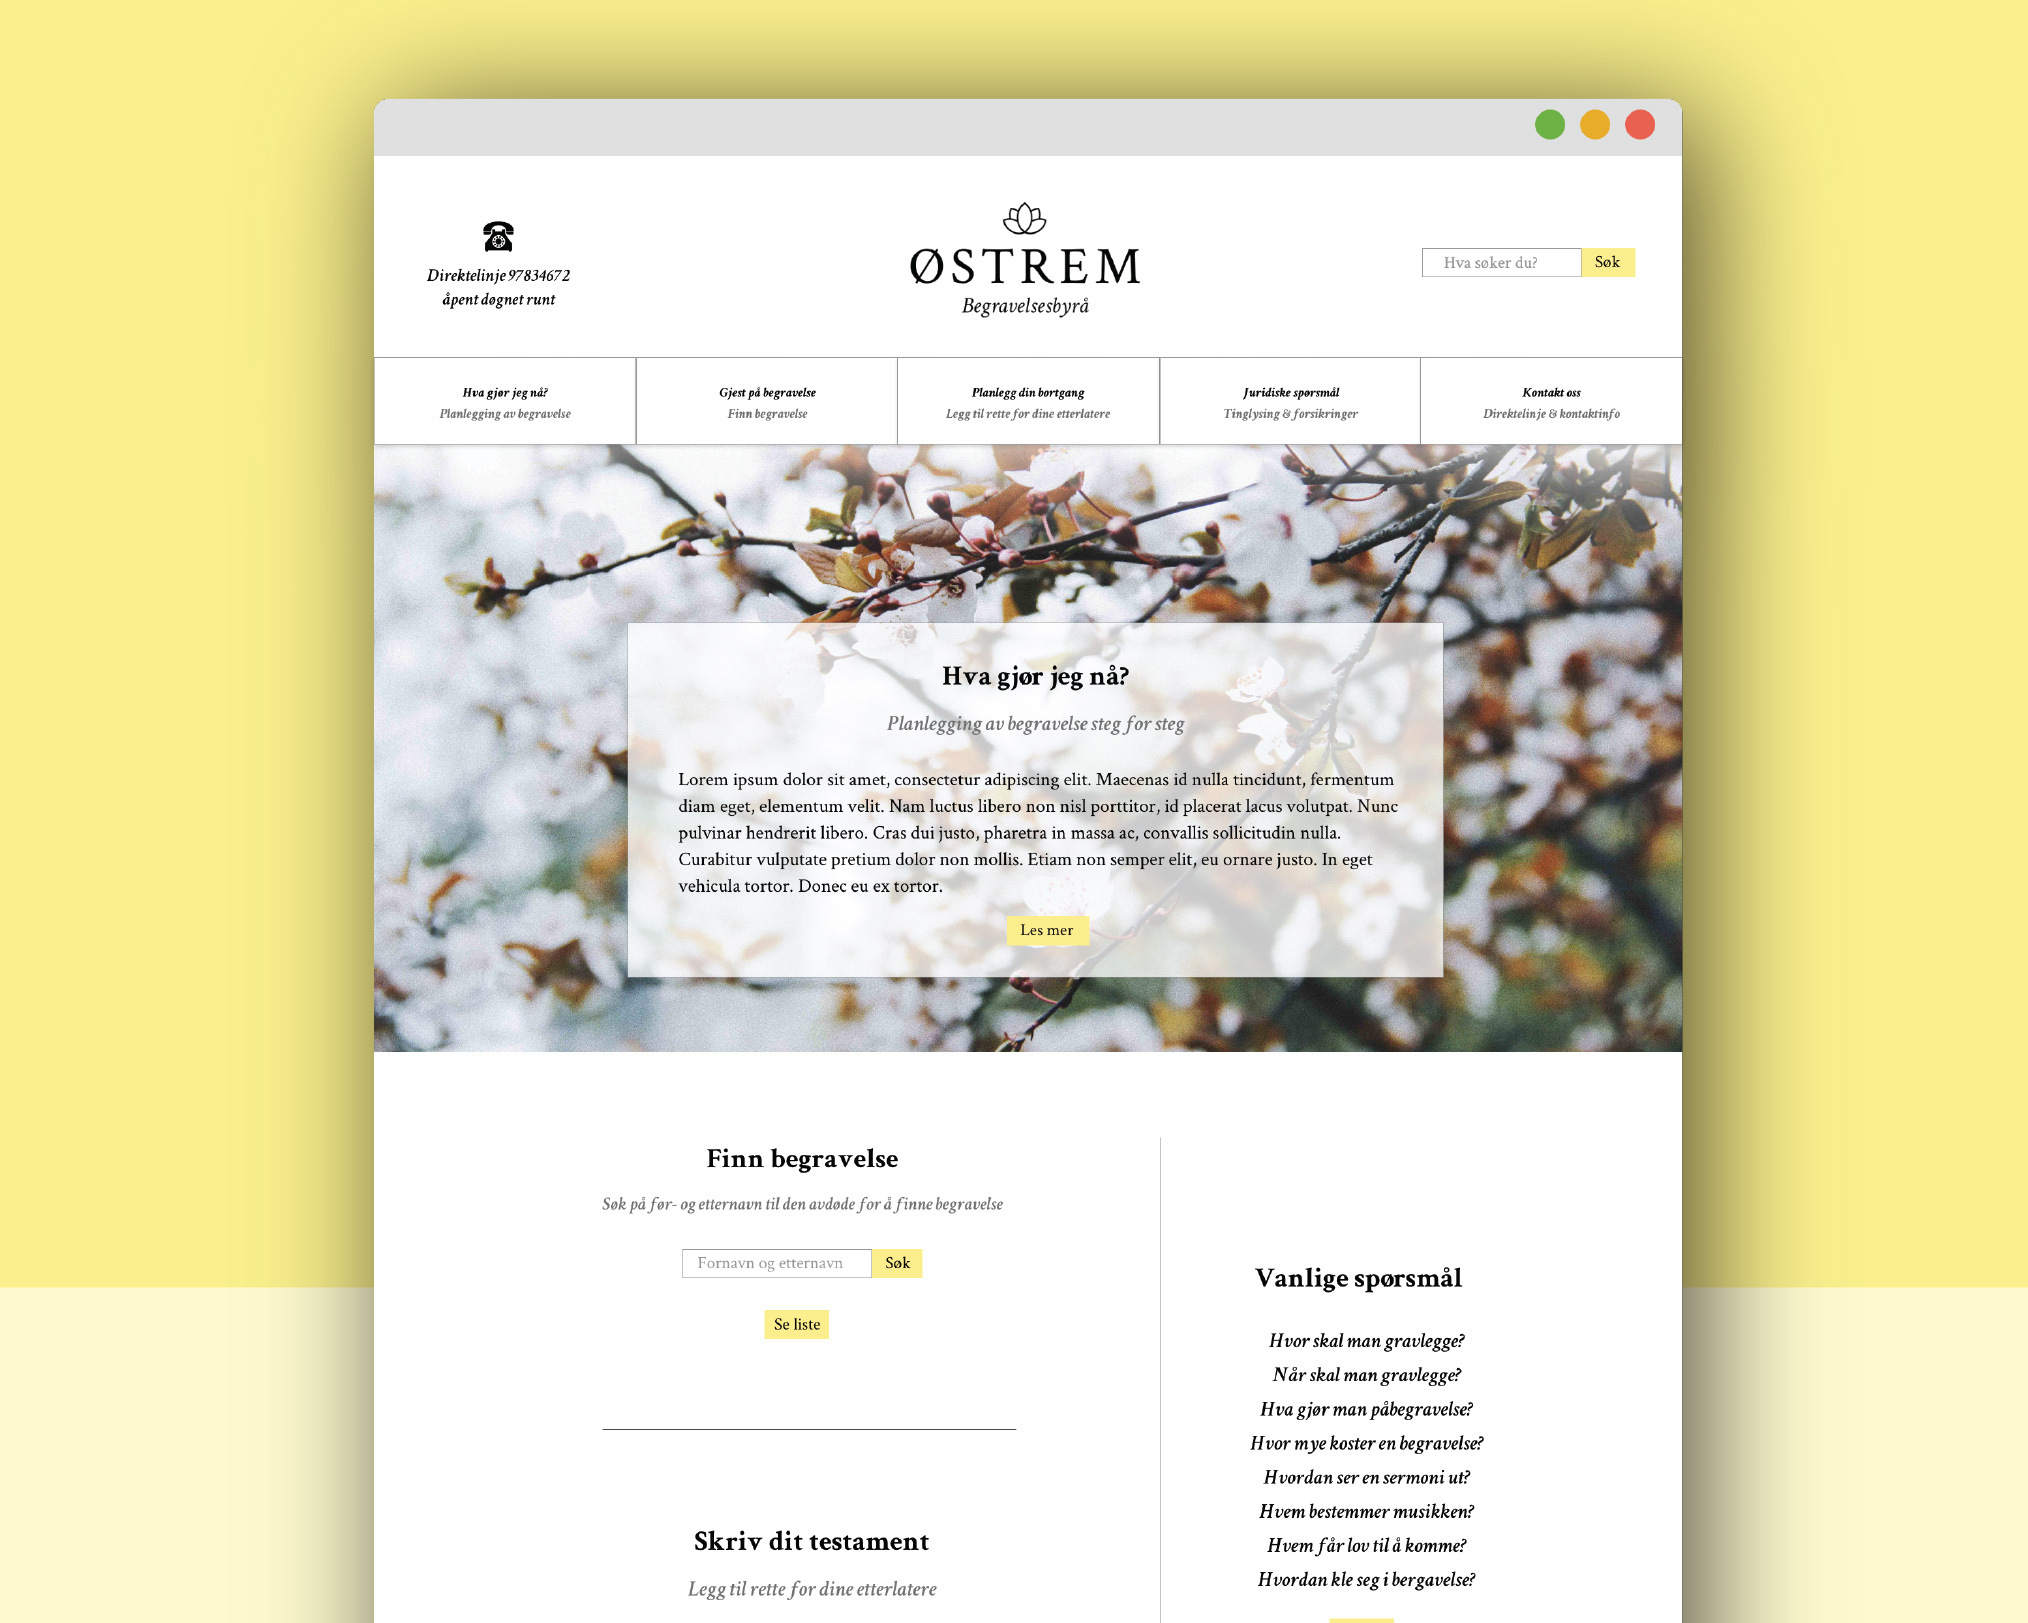 Direktelinje 97834672
åpent døgnet runt
ØSTREM
Begravelsesbyrå
Hva søker du?
Søk
Hva gjør jeg nå?
Planlegging av begravelse
Gjest på begravelse
Finn begravelse
Planlegg din bortgang
Legg til rette for dine etterlatere
Juridiske spørsmål
Tinglysing & forsikringer
Kontakt oss
Direktelinje & kontaktinfo
Hva gjør jeg nå?
Planlegging av begravelse steg for steg
Lorem ipsum dolor sit amet, consectetur adipiscing elit. Maecenas id nulla tincidunt, fermentum
diam eget, elementum velit. Nam luctus libero non nisl porttitor, id placerat lacus volutpat. Nunc
pulvinar hendrerit libero. Cras dui justo, pharetra in massa ac, convallis sollicitudin nulla.
Curabitur vulputate pretium dolor non mollis. Etiam non semper elit, eu ornare justo. In eget
vehicula tortor. Donec eu ex tortor.
Les mer
Finn begravelse
Søk på før- og etternavn til den avdøde for å finne begravelse
Fornavn og etternavn
Søk
Se liste
Skriv dit testament
Legg til rette for dine etterlatere
Vanlige spørsmål
Hvor skal man gravlegge?
Når skal man gravlegge?
Hva gjør man påbegravelse?
Hvor mye koster en begravelse?
Hvordan ser en sermoni ut?
Hvem bestemmer musikken?
Hvem får lov til å komme?
Hvordan kle seg i bergavelse?